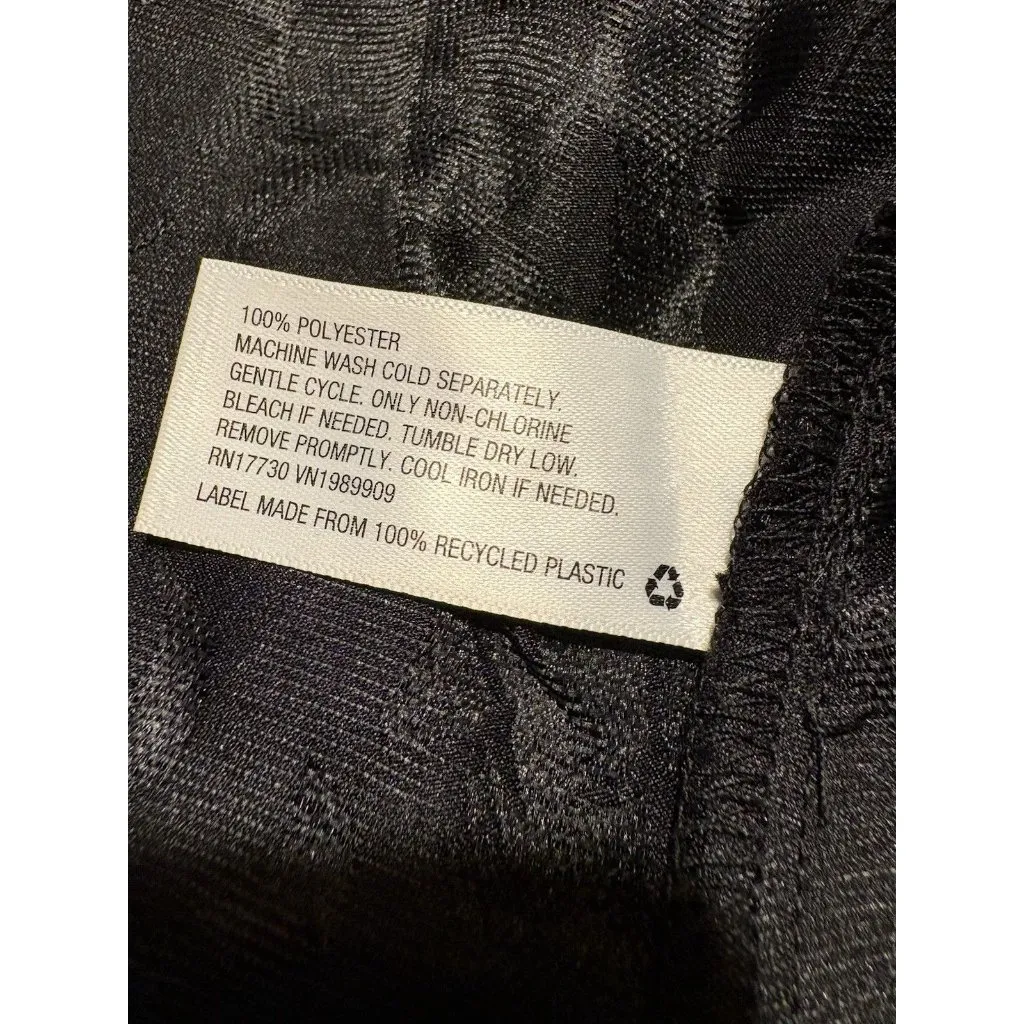 100% POLYESTER
MACHINE WASH COLD SEPARATELY.
GENTLE CYCLE. ONLY NON-CHLORINE
BLEACH IF NEEDED. TUMBLE DRY LOW.
REMOVE PROMPTLY. COOL IRON IF NEEDED.
RN17730 VN1989909
LABEL MADE FROM 100% RECYCLED PLASTIC